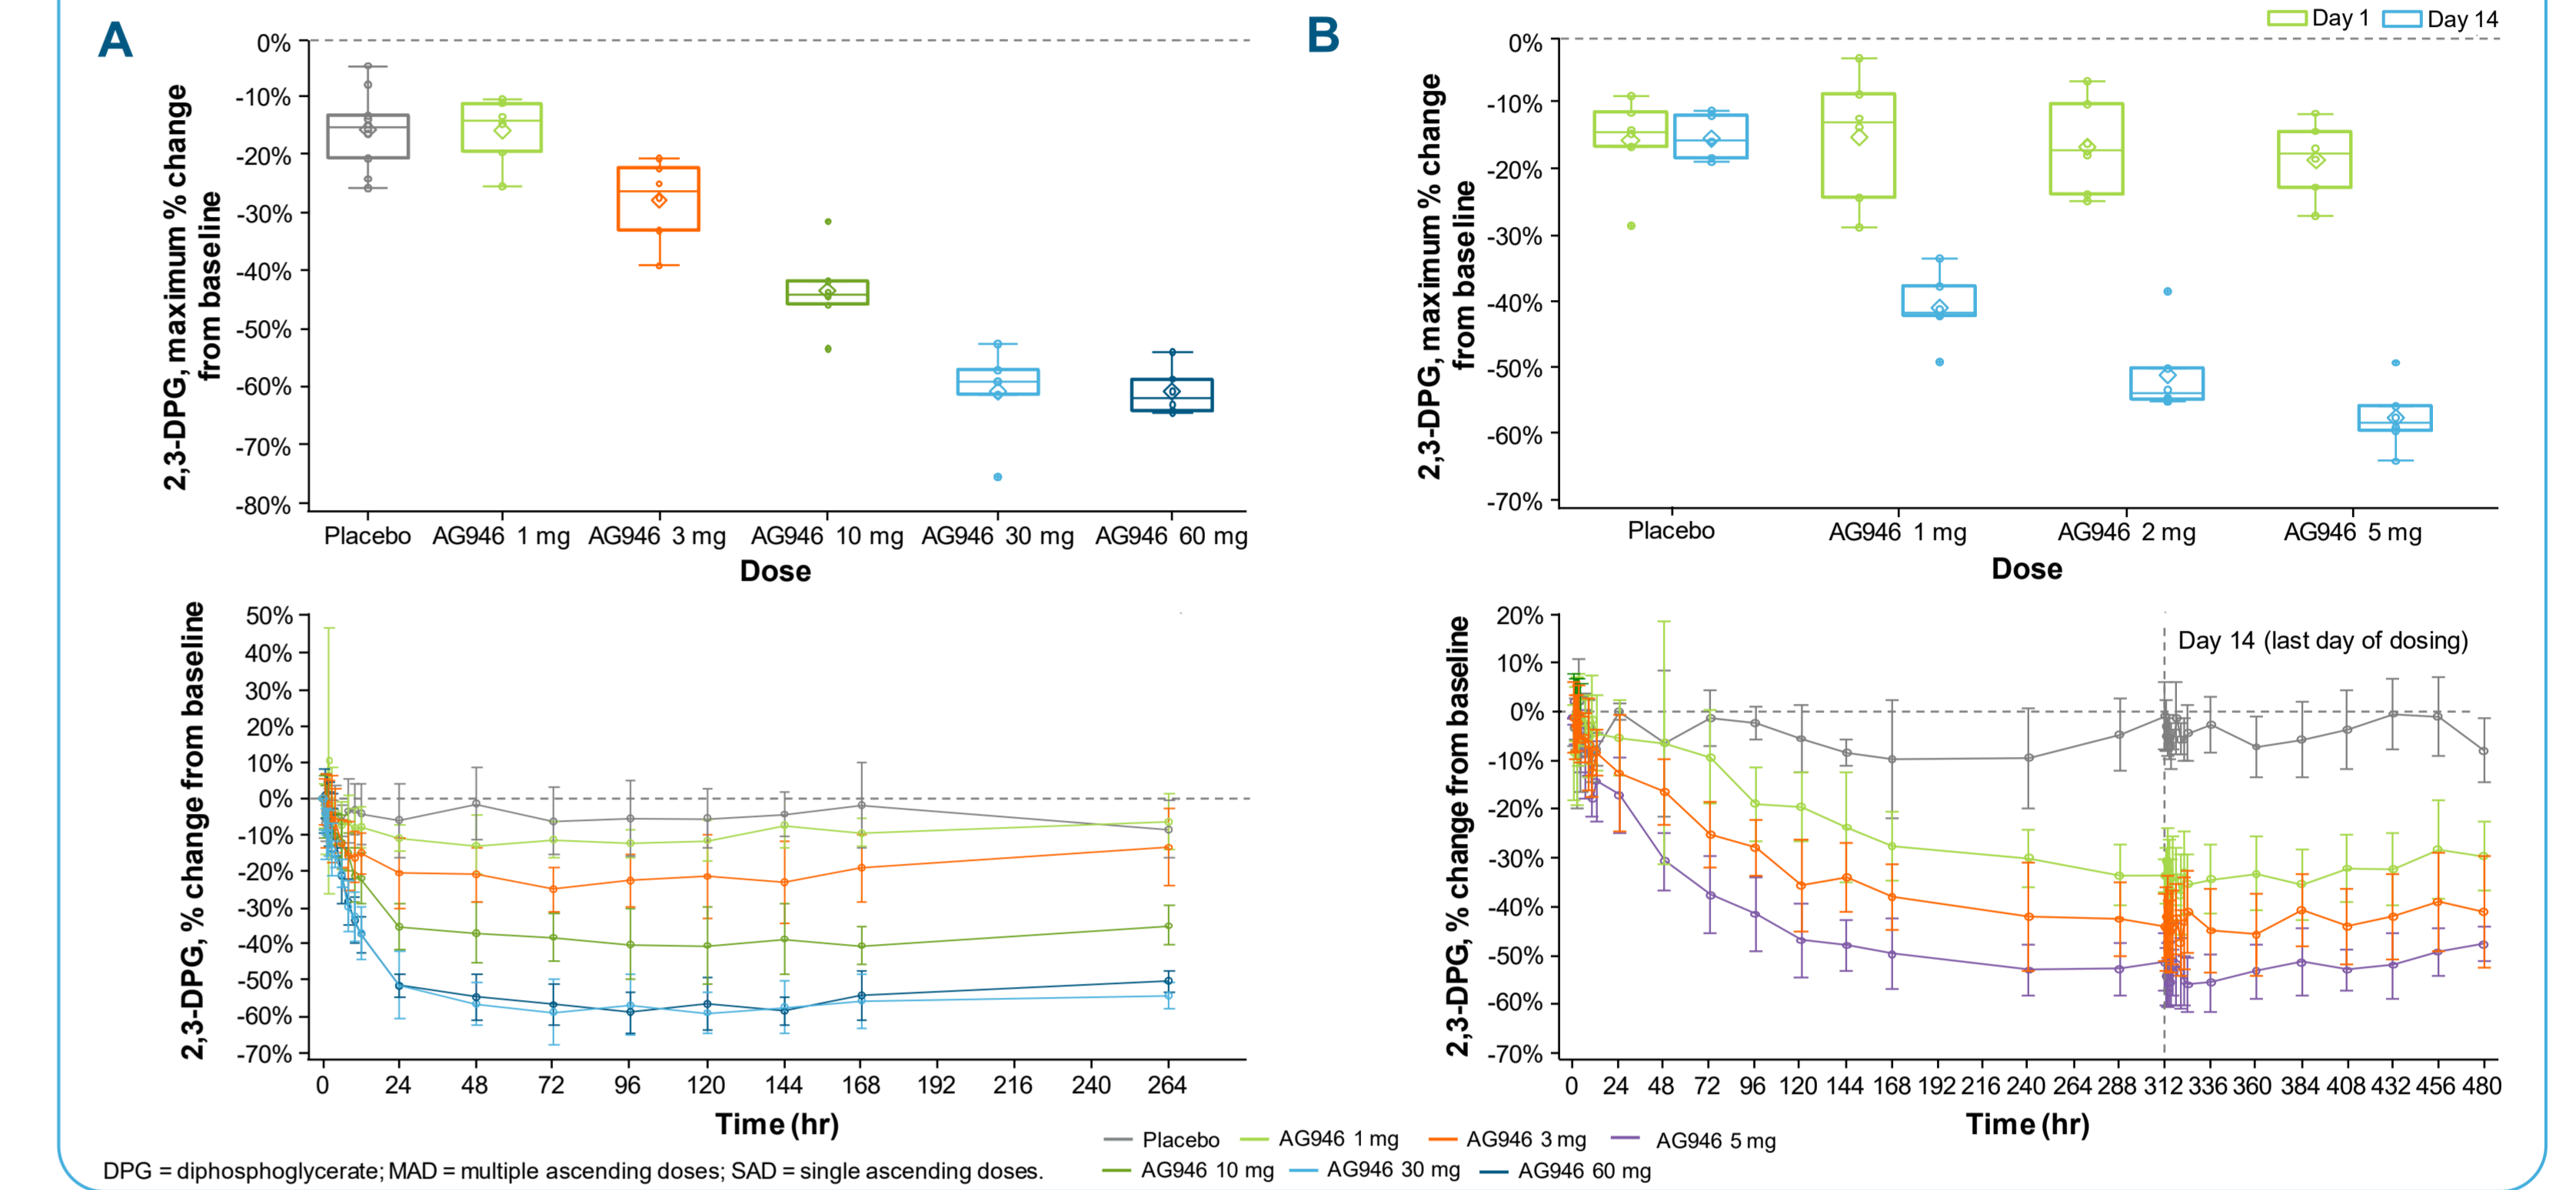 A
2,3-DPG, maximum % change
from baseline
0%
-10%
-20%
-30%
-40%
-50%
-60%
-70%
-80%
Placebo
AG946 1 mg
AG946 3 mg
AG946 10 mg
AG946 30 mg
AG946 60 mg
Dose
B
Day 1
Day 14
2,3-DPG, maximum % change
from baseline
0%
-10%
-20%
-30%
-40%
-50%
-60%
-70%
Placebo
AG946 1 mg
AG946 2 mg
AG946 5 mg
Dose
2,3-DPG, % change from baseline
50%
40%
30%
20%
10%
0%
-10%
-20%
-30%
-40%
-50%
-60%
-70%
0 24 48 72 96 120 144 168 192 216 240 264
Time (hr)
2,3-DPG, % change from baseline
20%
10%
0%
-10%
-20%
-30%
-40%
-50%
-60%
-70%
Day 14 (last day of dosing)
0 24 48 72 96 120 144 168 192 216 240 264 288 312 336 360 384 408 432 456 480
Time (hr)
Placebo AG946 1 mg AG946 3 mg AG946 5 mg
AG946 10 mg AG946 30 mg AG946 60 mg
DPG = diphosphoglycerate; MAD = multiple ascending doses; SAD = single ascending doses.